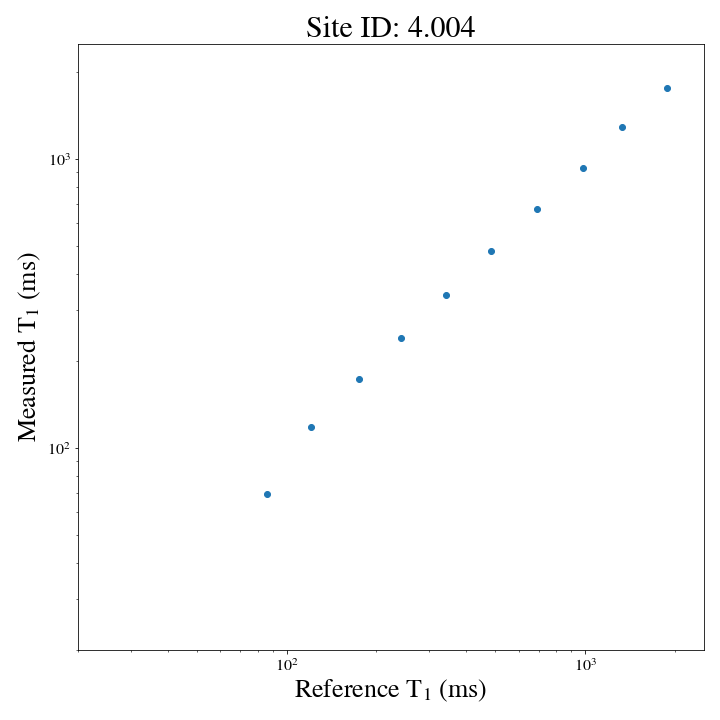 Site ID: 4.004
Measured T₁ (ms)
10³
10²
10²
10³
Reference T₁ (ms)